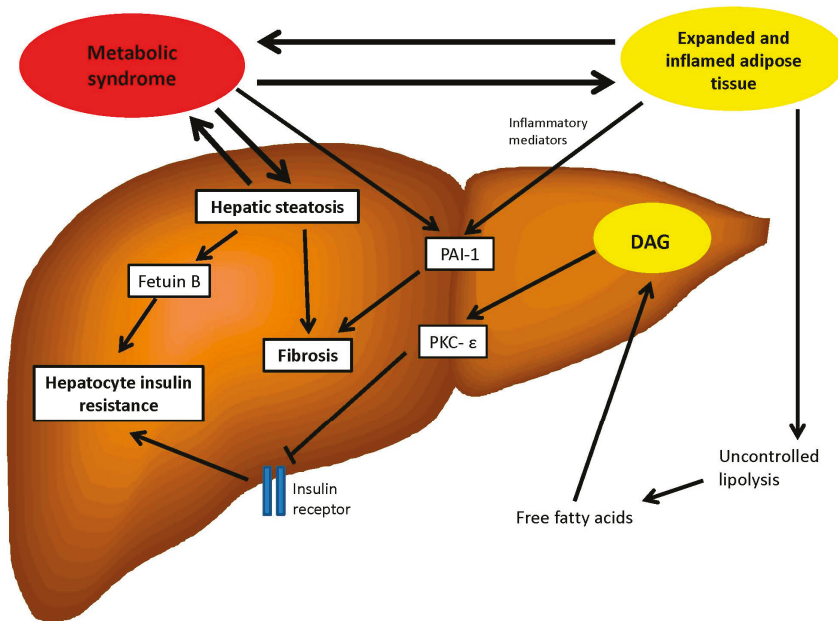 Metabolic
syndrome
Expanded and
inflamed adipose
tissue
Inflammatory
mediators
Hepatic steatosis
PAI-1
DAG
Fetuin B
Fibrosis
PKC- ε
Hepatocyte insulin
resistance
Insulin
receptor
Uncontrolled
lipolysis
Free fatty acids